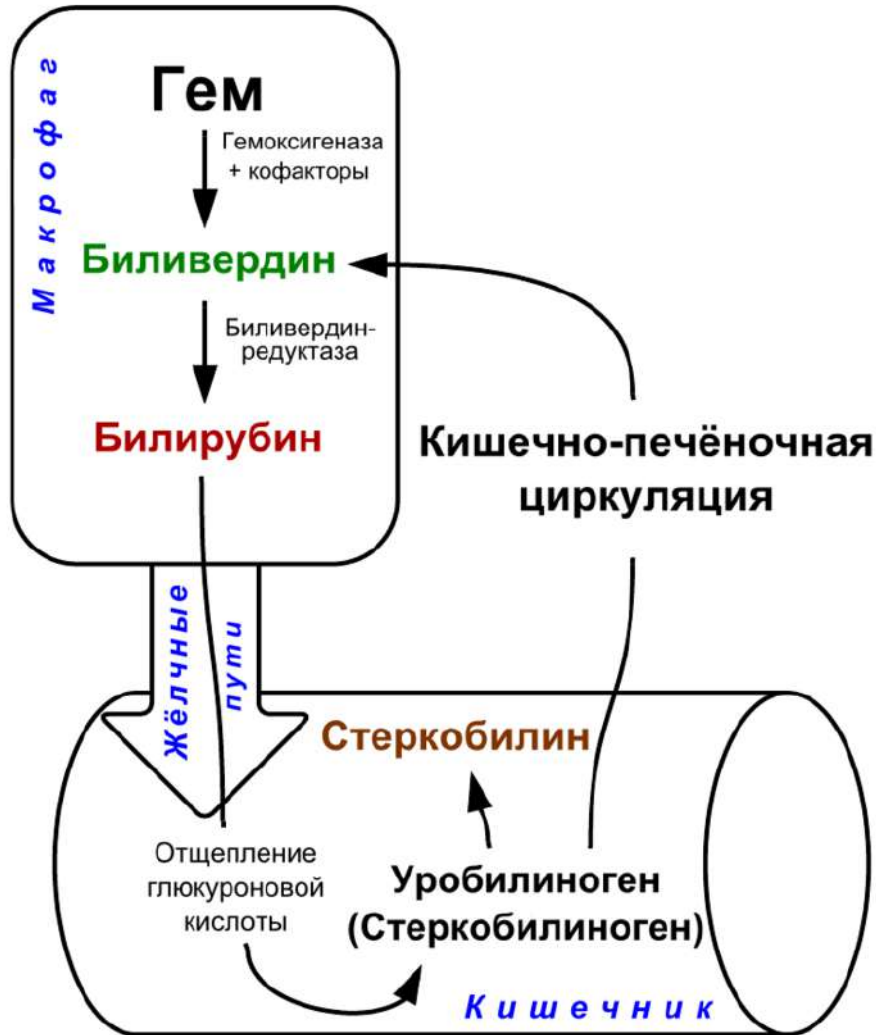 Макрофаг
Гем
Гемоксигеназа
+ кофакторы
Биливердин
Биливердин-
редуктаза
Билирубин
Кишечно-печёночная
циркуляция
Жёлчные
пути
Стеркобилин
Отщепление
глюкуроновой
кислоты
Уробилиноген
(Стеркобилиноген)
Кишечник